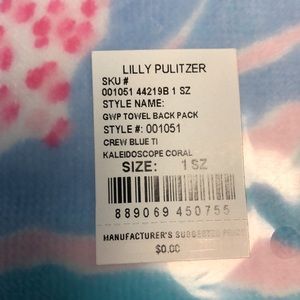 LILLY PULITZER
SKU #
001051 44219B 1 SZ
STYLE NAME:
GWP TOWEL BACK PACK
STYLE #: 001051
CREW BLUE TI
KALEIDOSCOPE CORAL
SIZE: 1 SZ
889069 450755
MANUFACTURER'S SUGGESTED PRICE
$0.00